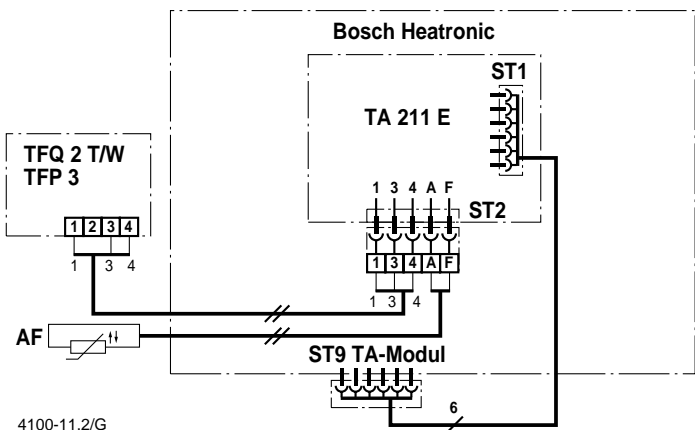 Bosch Heatronic
ST1
TA 211 E
TFQ 2 T/W
TFP 3
1 3 4 A F
ST2
1 2 3 4
1 3 4
1 3 4 A F
1 3 4
AF
ST9 TA-Modul
6
4100-11.2/G